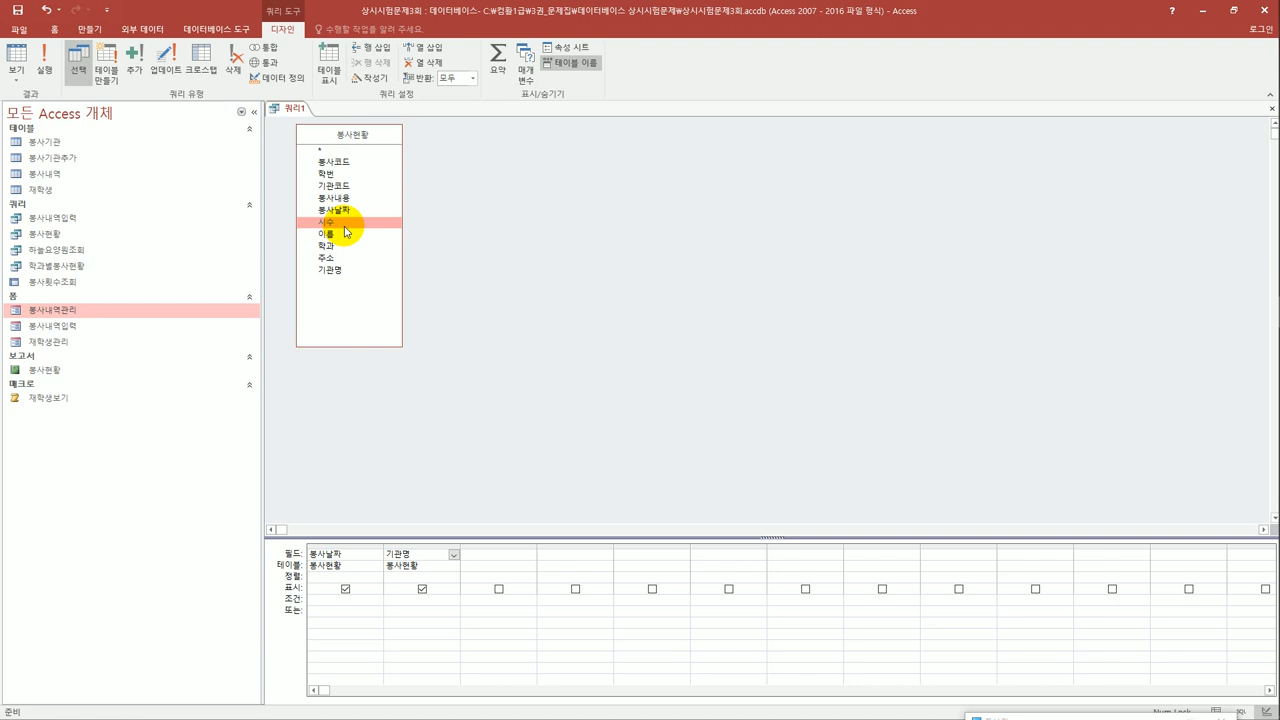 쿼리 도구
상시시험문제3회 : 데이터베이스- C:₩컴활1급₩3권_문제집₩데이터베이스 상시시험문제₩상시시험문제3회.accdb (Access 2007 - 2016 파일 형식) - Access
?
파일 홈 만들기 외부 데이터 데이터베이스 도구 디자인 수행할 작업을 알려 주세요. 로그인
보기 실행 선택 테이블 만들기 추가 업데이트 크로스탭 삭제 통합 통과 데이터 정의 테이블 표시 행 삽입 행 삭제 작성기 열 삽입 열 삭제 반환: 모두 요약 매개 변수 속성 시트 테이블 이름
결과 쿼리 유형 쿼리 설정 표시/숨기기
모든 Access 개체
테이블
봉사기관
봉사기관추가
봉사내역
재학생
쿼리
봉사내역입력
봉사현황
하늘요양원조회
학과별봉사현황
봉사횟수조회
폼
봉사내역관리
봉사내역입력
재학생관리
보고서
봉사현황
매크로
재학생보기
쿼리1
봉사현황
*
봉사코드
학번
기관코드
봉사내용
봉사날짜
시수
이름
학과
주소
기관명
필드: 봉사날짜 기관명
테이블: 봉사현황 봉사현황
정렬:
표시:
조건:
또는:
준비